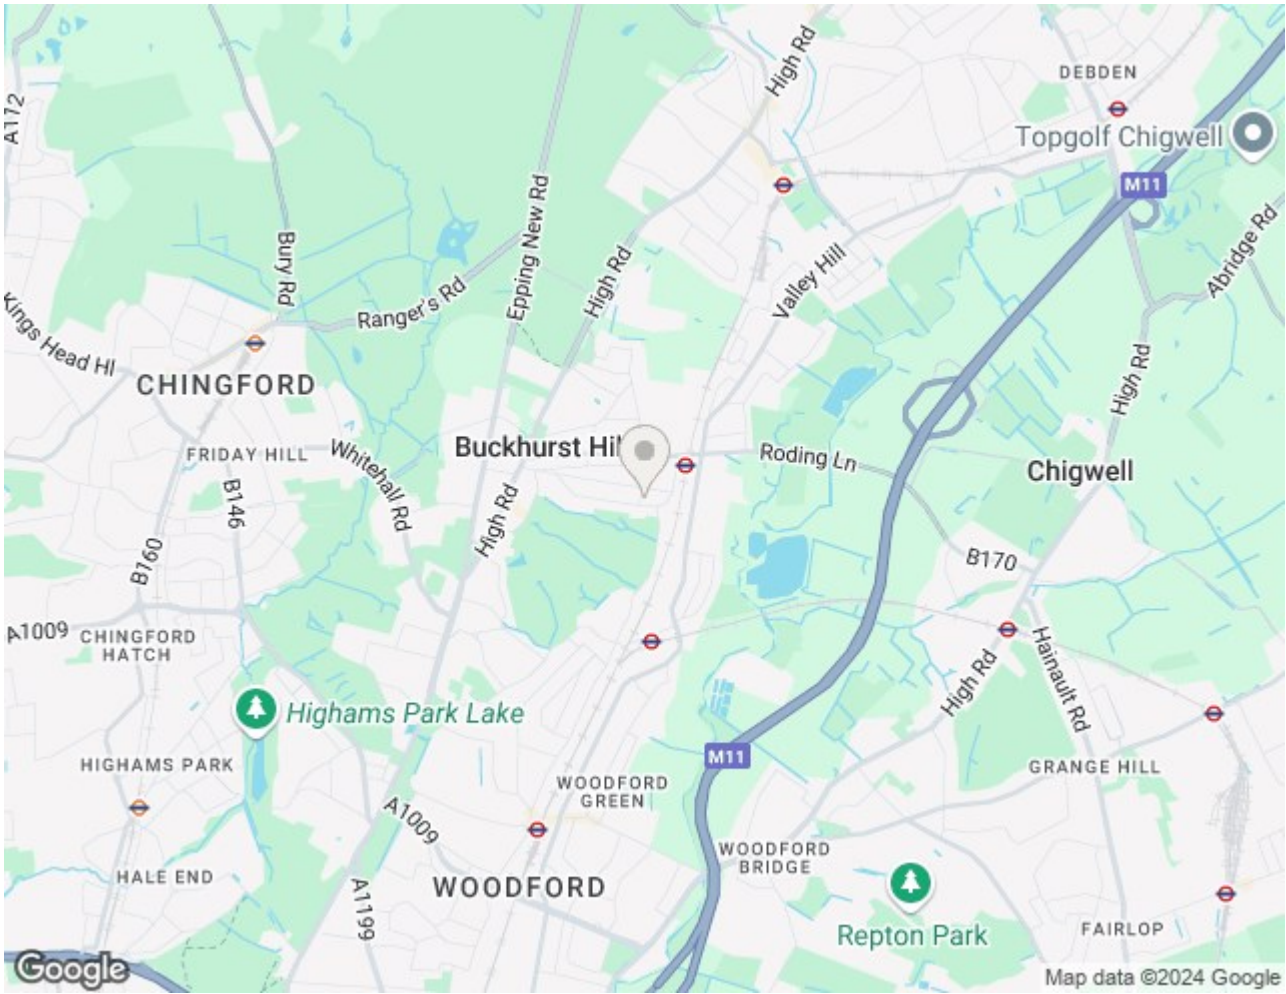 High Rd
DEBDEN
A112
Topgolf Chigwell
M11
Epping New Rd
Bury Rd
High Rd
Valley Hill
Abridge Rd
Ranger's Rd
Kings Head Hl
CHINGFORD
High Rd
Buckhurst Hil
FRIDAY HILL
Whitehall Rd
Roding Ln
Chigwell
B146
High Rd
B160
B170
A1009
CHINGFORD
HATCH
Hainault Rd
High Rd
Highams Park Lake
M11
HIGHAMS PARK
WOODFORD
GREEN
GRANGE HILL
A1009
WOODFORD
BRIDGE
HALE END
WOODFORD
A1199
Repton Park
FAIRLOP
Google
Map data ©2024 Google